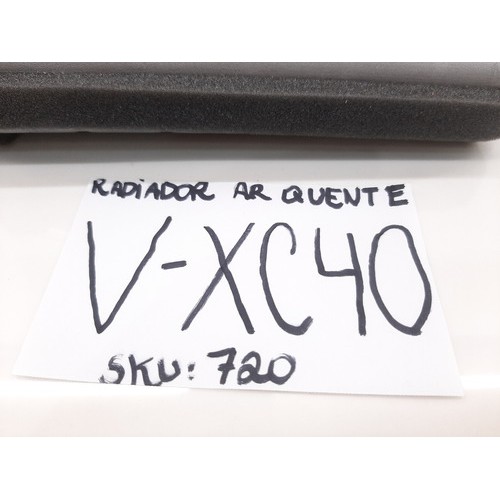 RADiADOR AR QUENTE
V-XC40
SKU: 720